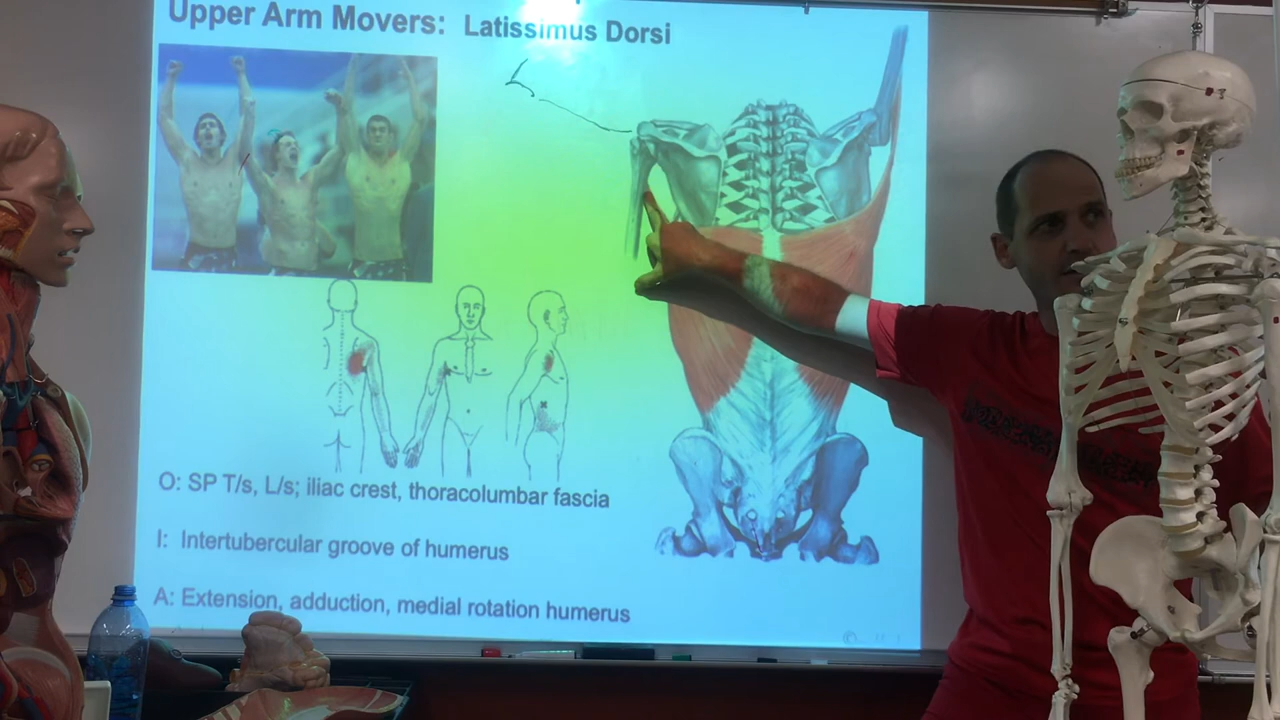 Upper Arm Movers: Latissimus Dorsi
O: SP T/s, L/s; iliac crest, thoracolumbar fascia
I: Intertubercular groove of humerus
A: Extension, adduction, medial rotation humerus